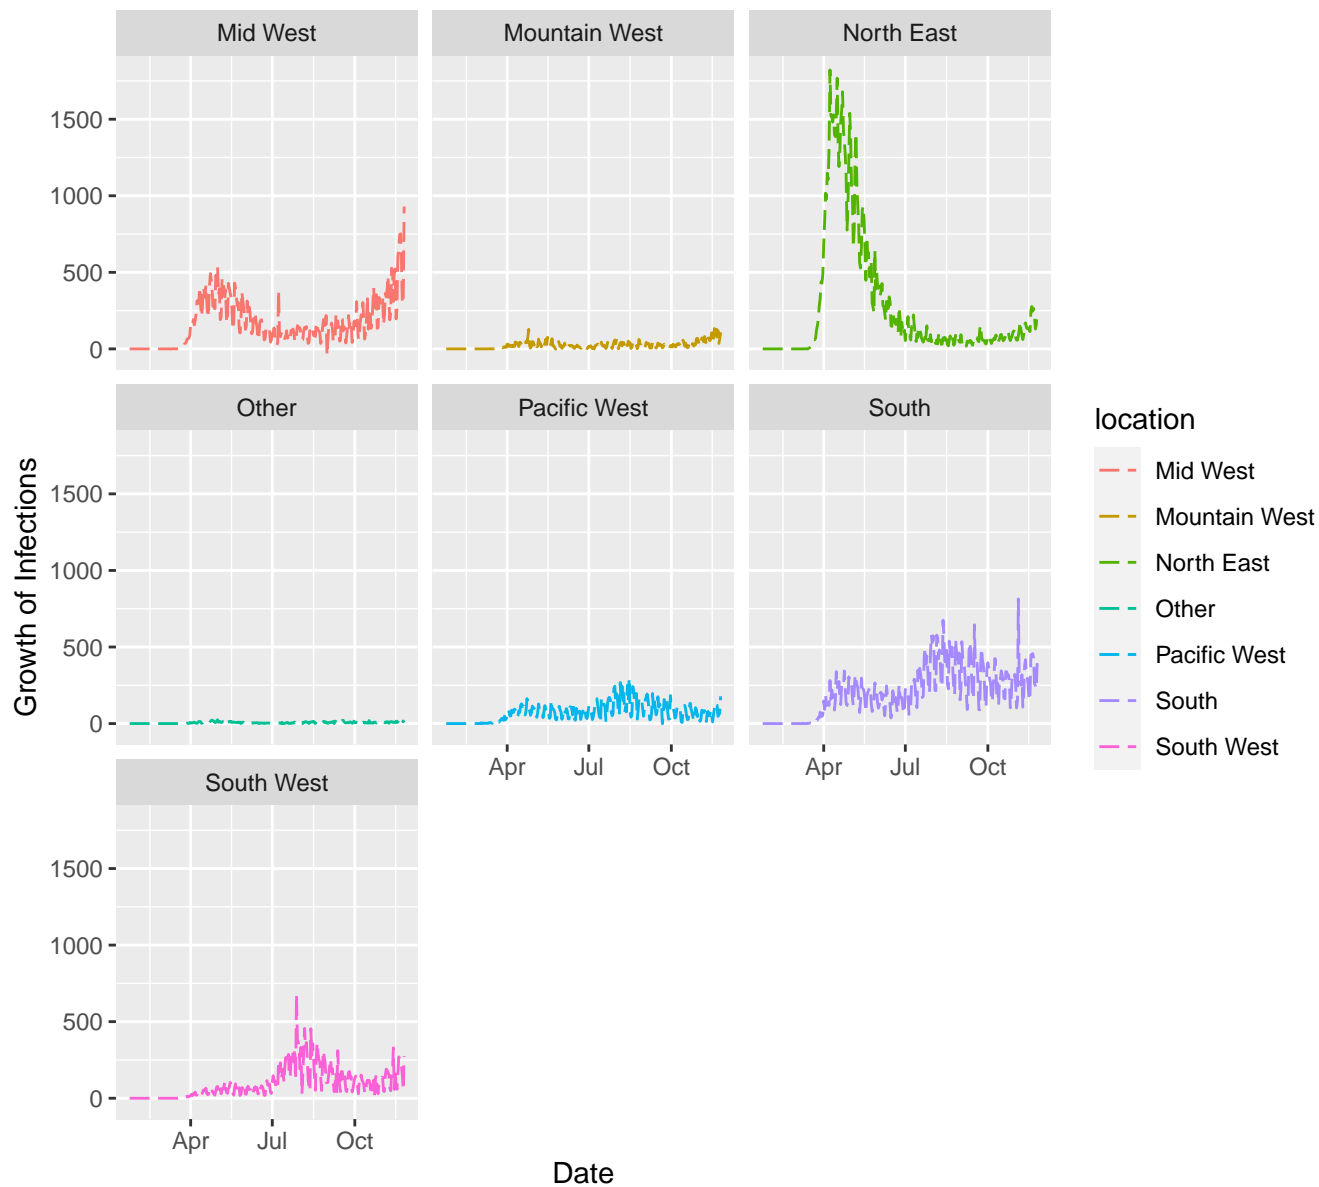 Mid West
Mountain West
North East
1500
1000
500
0
Other
Pacific West
South
1500
1000
500
0
Apr Jul Oct
Apr Jul Oct
South West
1500
1000
500
0
Apr Jul Oct
Date
Growth of Infections
location
Mid West
Mountain West
North East
Other
Pacific West
South
South West